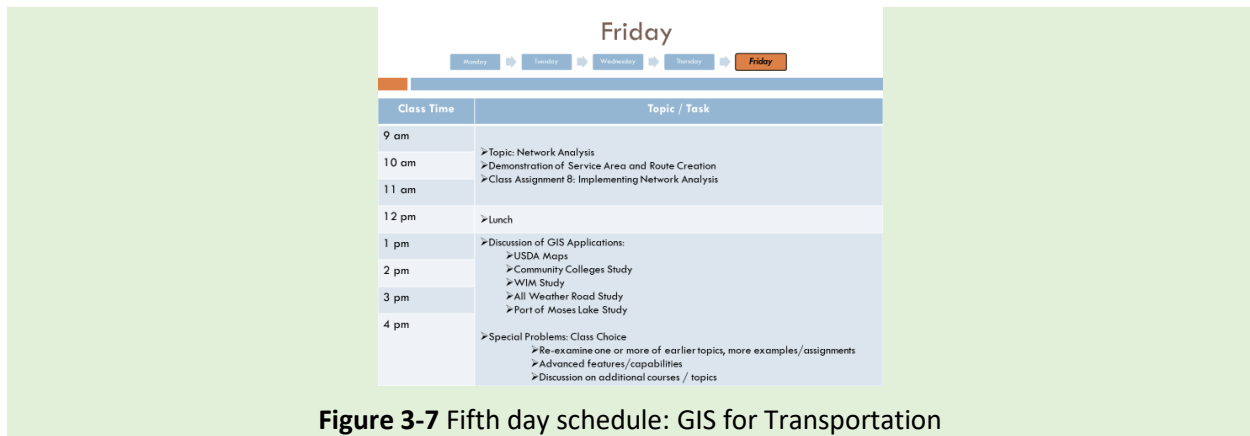 Friday
Monday Tuesday Wednesday Thursday Friday
Class Time Topic / Task
9 am
10 am
11 am
➢Topic: Network Analysis
➢Demonstration of Service Area and Route Creation
➢Class Assignment 8: Implementing Network Analysis
12 pm
➢Lunch
1 pm
2 pm
3 pm
4 pm
➢Discussion of GIS Applications:
➢USDA Maps
➢Community Colleges Study
➢WIM Study
➢All Weather Road Study
➢Port of Moses Lake Study
➢Special Problems: Class Choice
➢Re-examine one or more of earlier topics, more examples/assignments
➢Advanced features/capabilities
➢Discussion on additional courses / topics
Figure 3-7 Fifth day schedule: GIS for Transportation